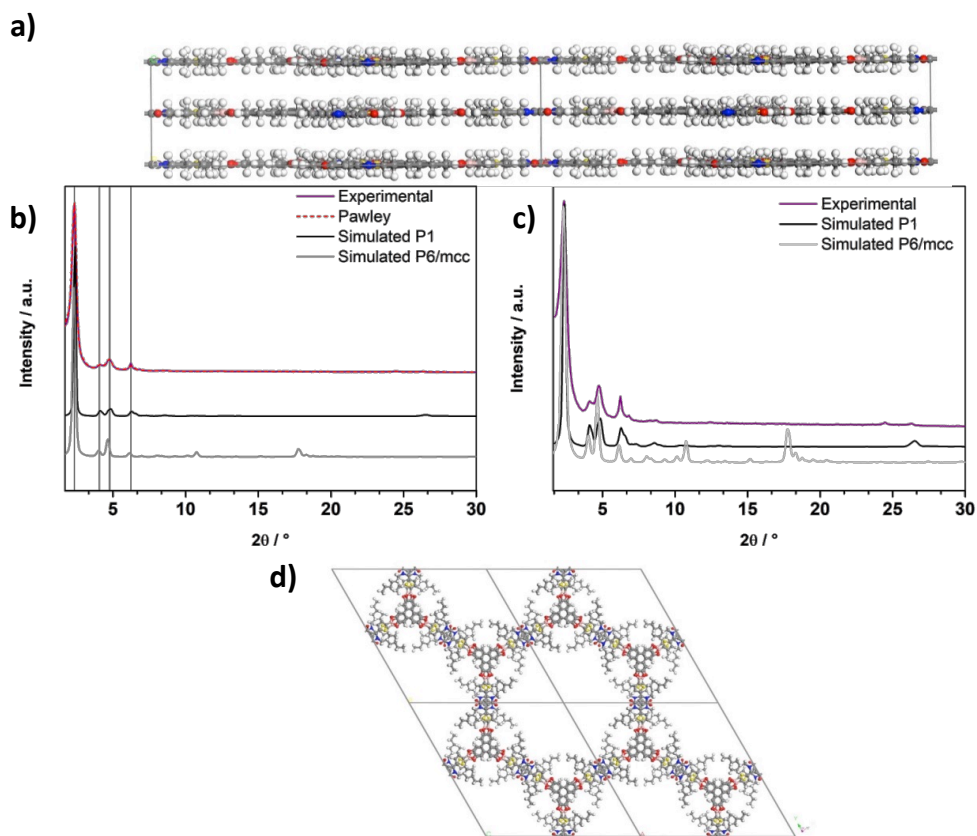 a)
b)
Experimental
Pawley
Simulated P1
Simulated P6/mcc
Intensity / a.u.
5
10
15
20
25
30
2θ / °
c)
Experimental
Simulated P1
Simulated P6/mcc
Intensity / a.u.
5
10
15
20
25
30
2θ / °
d)